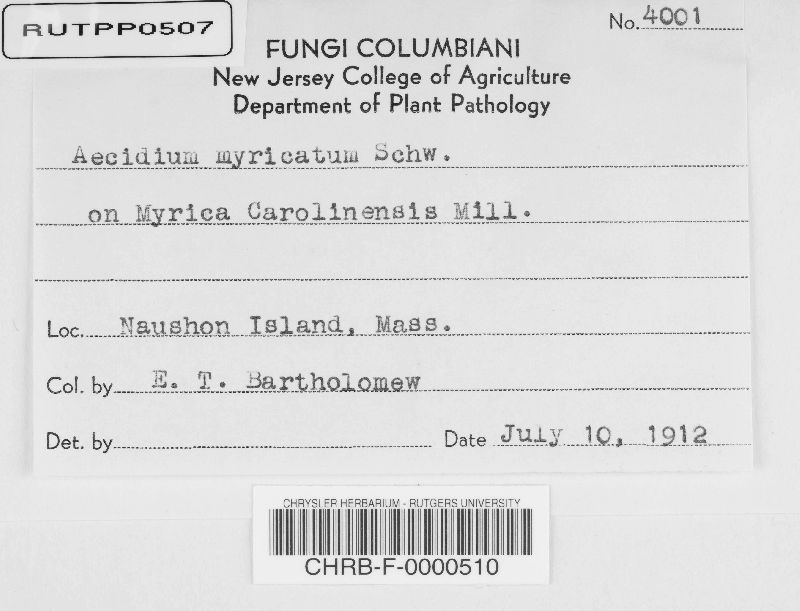 RUTPP0507
No. 4001
FUNGI COLUMBIANI
New Jersey College of Agriculture
Department of Plant Pathology
Aecidium myricatum Schw.
on Myrica Carolinensis Mill.
Loc. Naushon Island, Mass.
Col. by E. T. Bartholomew
Det. by
Date July 10, 1912
CHRYSLER HERBARIUM - RUTGERS UNIVERSITY
CHRB-F-0000510